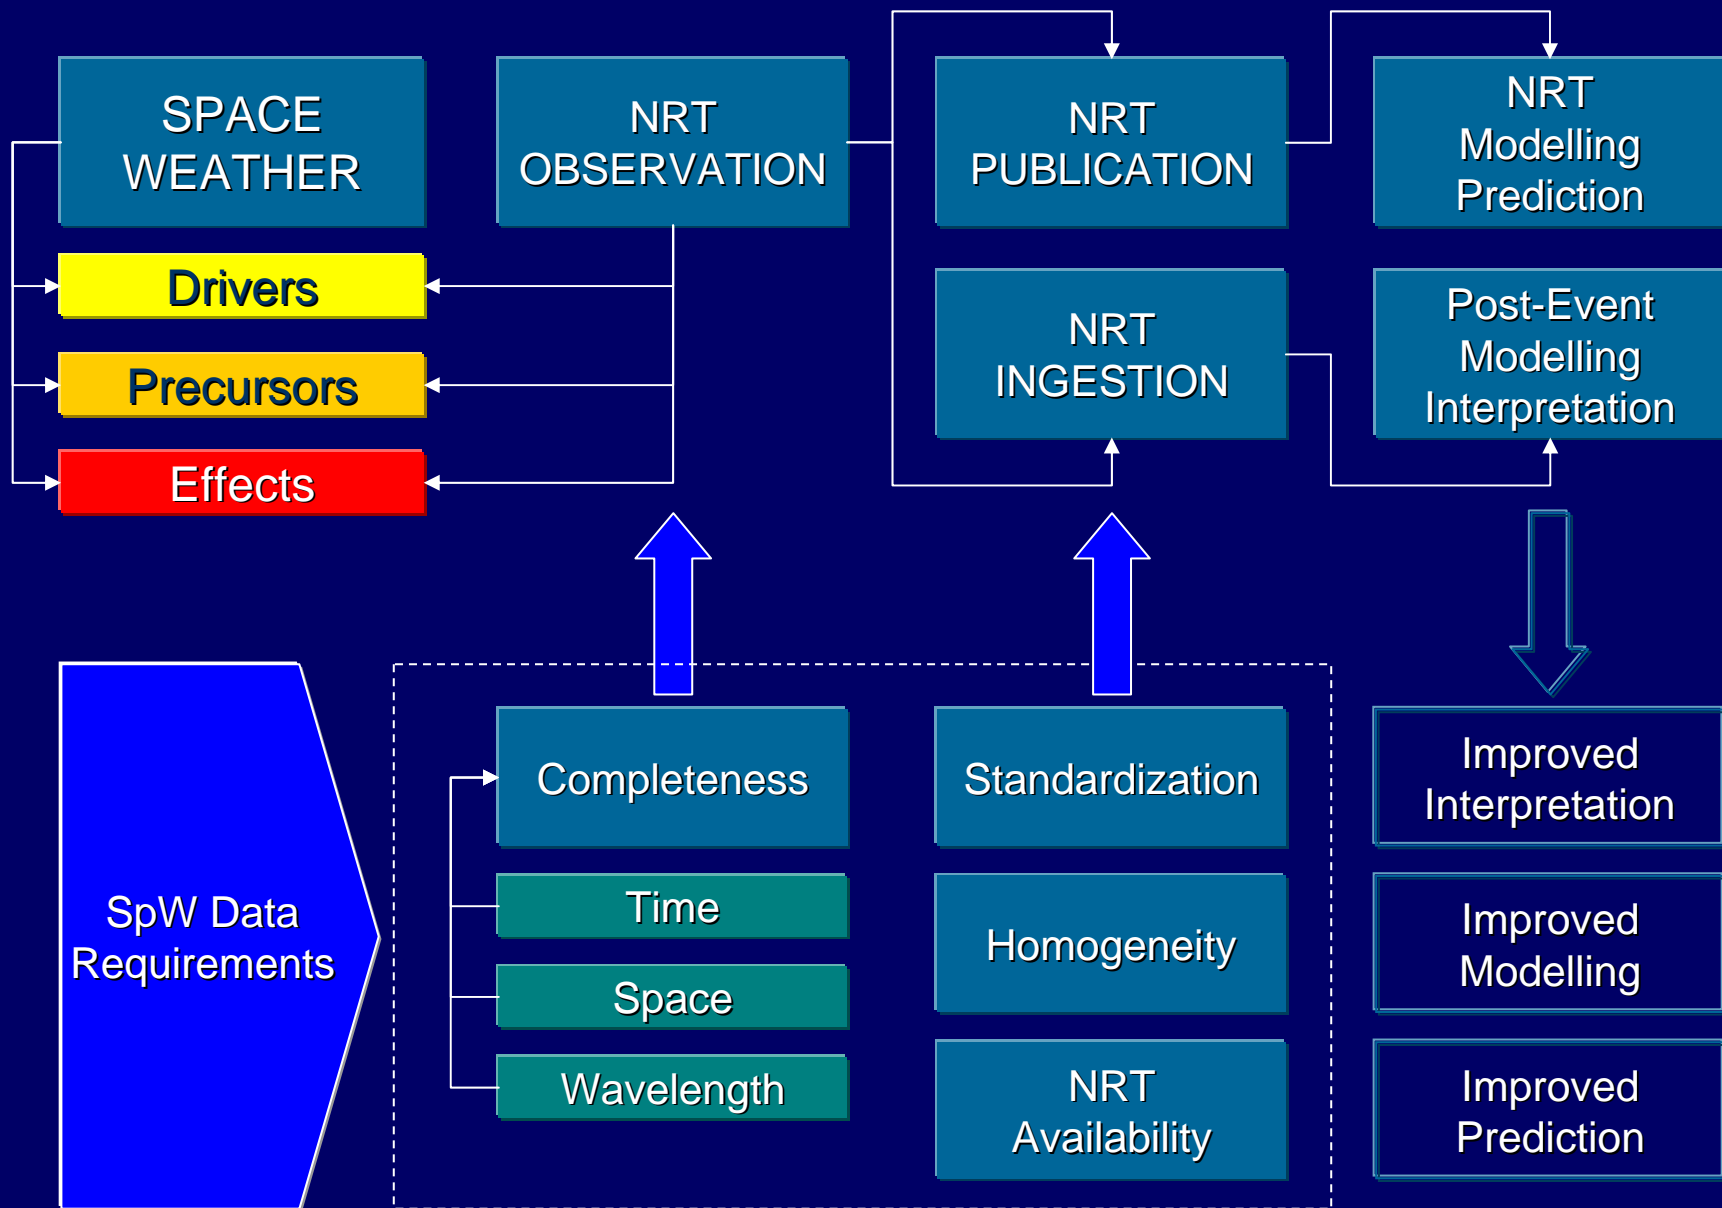 SPACE
WEATHER
Drivers
Precursors
Effects
NRT
OBSERVATION
NRT
PUBLICATION
NRT
INGESTION
NRT
Modelling
Prediction
Post-Event
Modelling
Interpretation
SpW Data
Requirements
Completeness
Time
Space
Wavelength
Standardization
Homogeneity
NRT
Availability
Improved
Interpretation
Improved
Modelling
Improved
Prediction